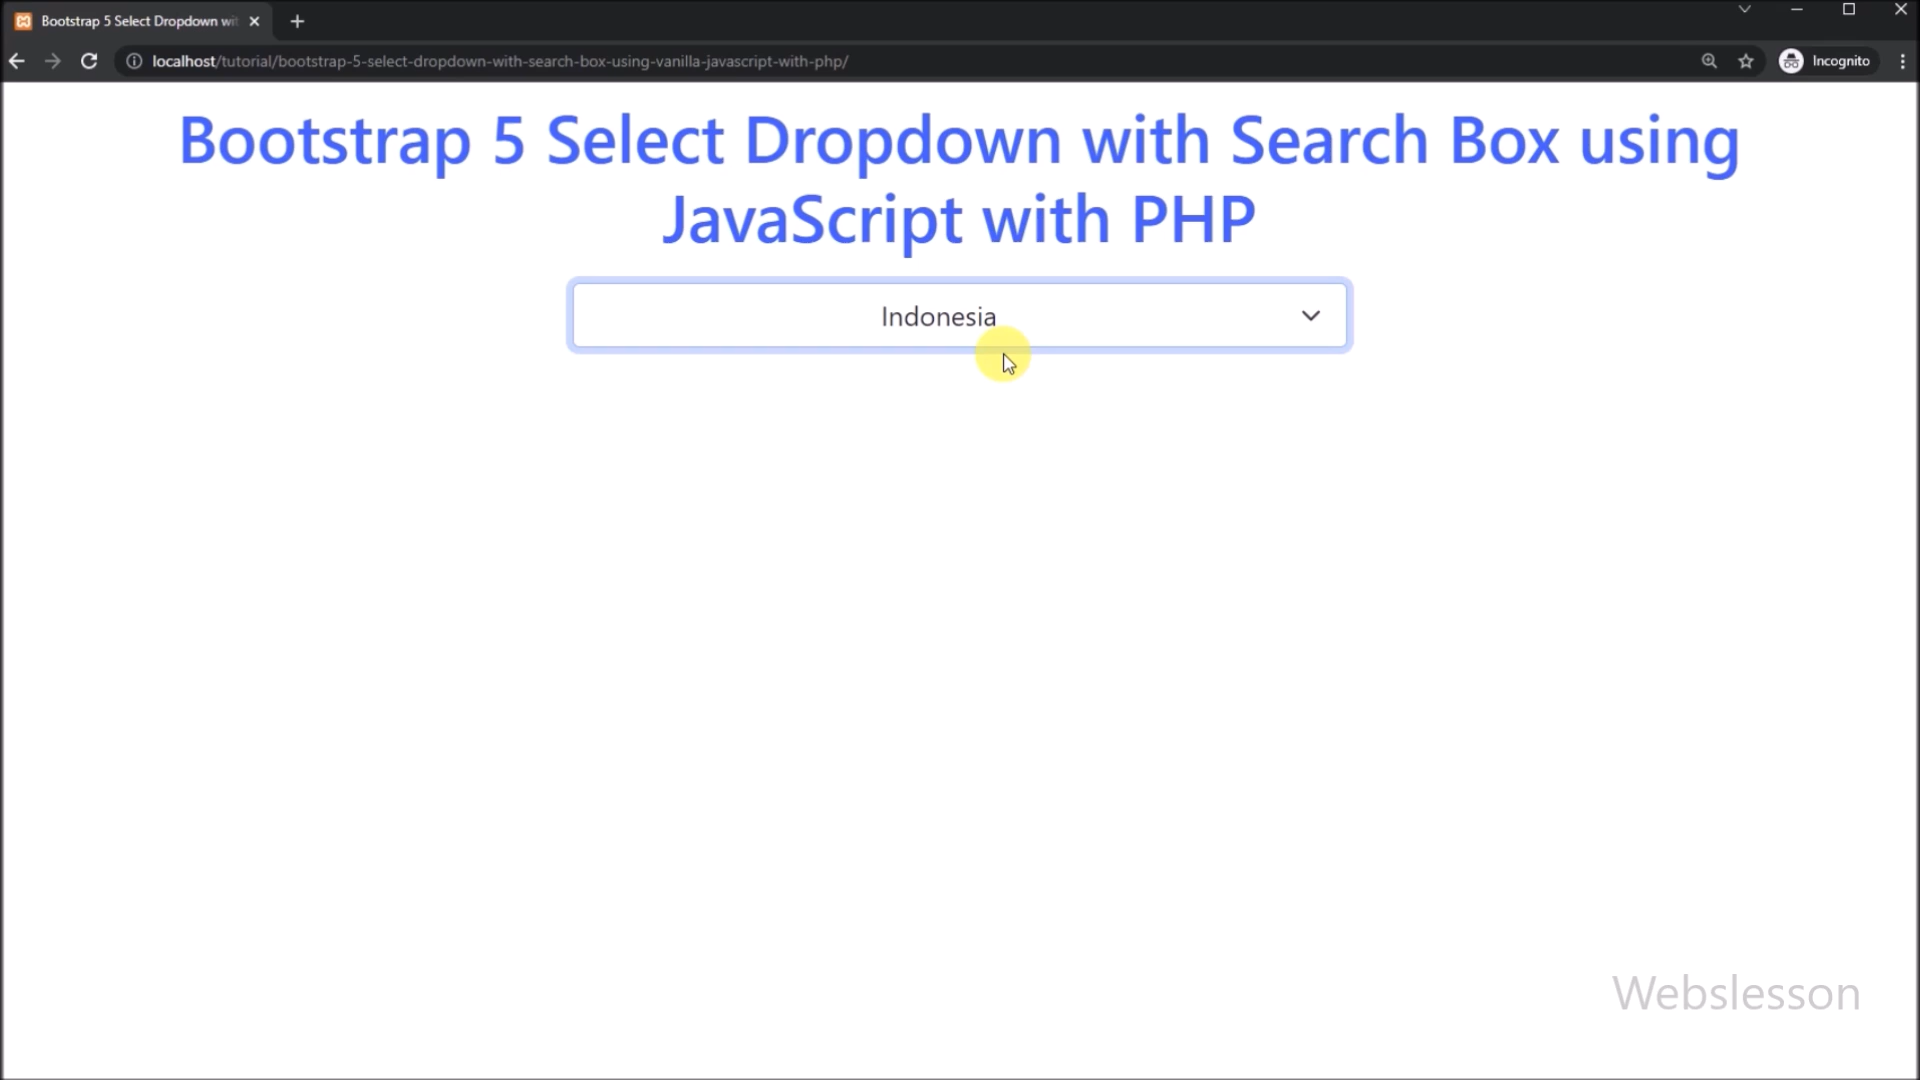 Bootstrap 5 Select Dropdown wit
localhost/tutorial/bootstrap-5-select-dropdown-with-search-box-using-vanilla-javascript-with-php/
Incognito
Bootstrap 5 Select Dropdown with Search Box using
JavaScript with PHP
Indonesia
Webslesson